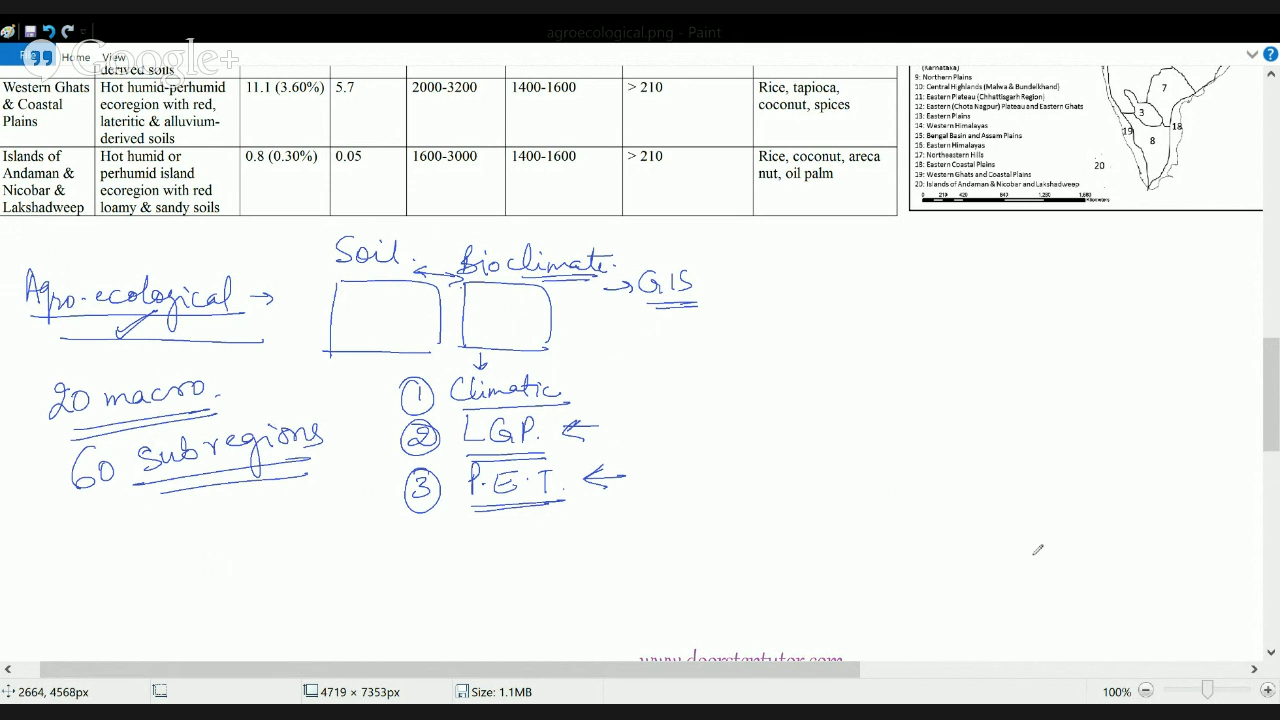 agroecological.png - Paint
Google+
File Home View
derived soils
Western Ghats & Coastal Plains
Hot humid-perhumid ecoregion with red, lateritic & alluvium-derived soils
11.1 (3.60%)
5.7
2000-3200
1400-1600
> 210
Rice, tapioca, coconut, spices
Islands of Andaman & Nicobar & Lakshadweep
Hot humid or perhumid island ecoregion with red loamy & sandy soils
0.8 (0.30%)
0.05
1600-3000
1400-1600
> 210
Rice, coconut, areca nut, oil palm
(Karnataka)
9: Northern Plains
10: Central Highlands (Malwa & Bundelkhand)
11: Eastern Plateau (Chhattisgarh Region)
12: Eastern (Chota Nagpur) Plateau and Eastern Ghats
13: Eastern Plains
14: Western Himalayas
15: Bengal Basin and Assam Plains
16: Eastern Himalayas
17: Northeastern Hills
18: Eastern Coastal Plains
19: Western Ghats and Coastal Plains
20: Islands of Andaman & Nicobar and Lakshadweep
7
3
19
18
8
20
Soil.
Bioclimate.
→ GIS
Agro-ecological →
20 macro.
60 subregions
① Climatic
② LGP. ←
③ P.E.T. ←
www.doorsteptutor.com
2664, 4568px
4719 × 7353px
Size: 1.1MB
100%